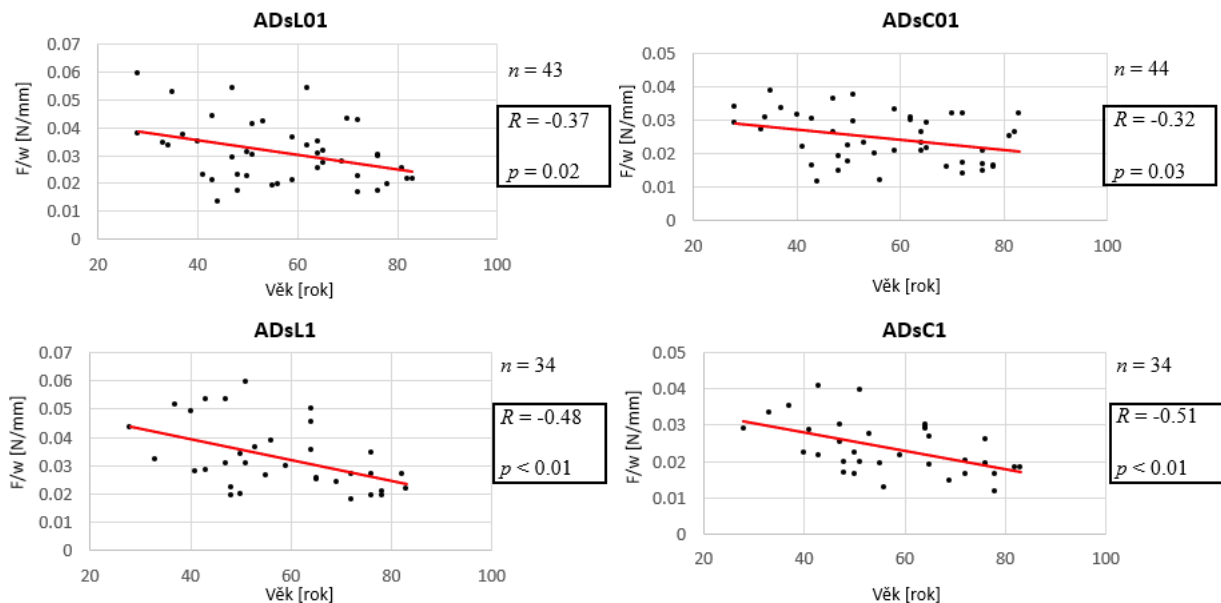 ADsL01
F/w [N/mm]
0.07
0.06
0.05
0.04
0.03
0.02
0.01
0
20 40 60 80 100
Věk [rok]
n = 43
R = -0.37
p = 0.02
ADsC01
F/w [N/mm]
0.05
0.04
0.03
0.02
0.01
0
20 40 60 80 100
Věk [rok]
n = 44
R = -0.32
p = 0.03
ADsL1
F/w [N/mm]
0.07
0.06
0.05
0.04
0.03
0.02
0.01
0
20 40 60 80 100
Věk [rok]
n = 34
R = -0.48
p < 0.01
ADsC1
F/w [N/mm]
0.05
0.04
0.03
0.02
0.01
0
20 40 60 80 100
Věk [rok]
n = 34
R = -0.51
p < 0.01